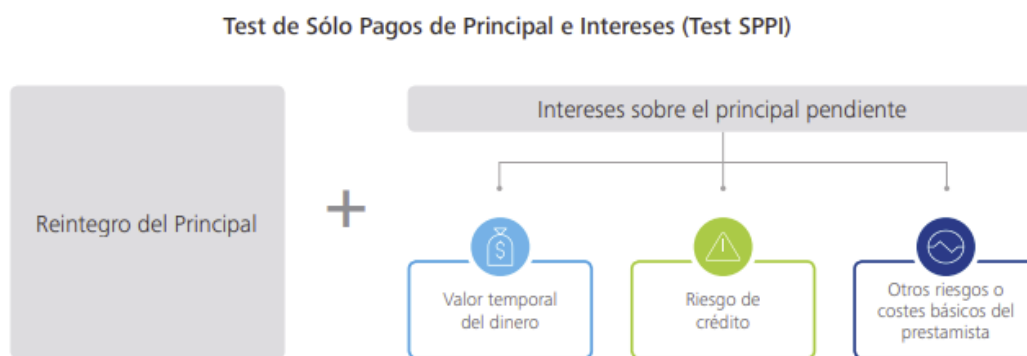 Test de Sólo Pagos de Principal e Intereses (Test SPPI)
Reintegro del Principal
+
Intereses sobre el principal pendiente
$
Valor temporal
del dinero
Riesgo de
crédito
Otros riesgos o
costes básicos del
prestamista